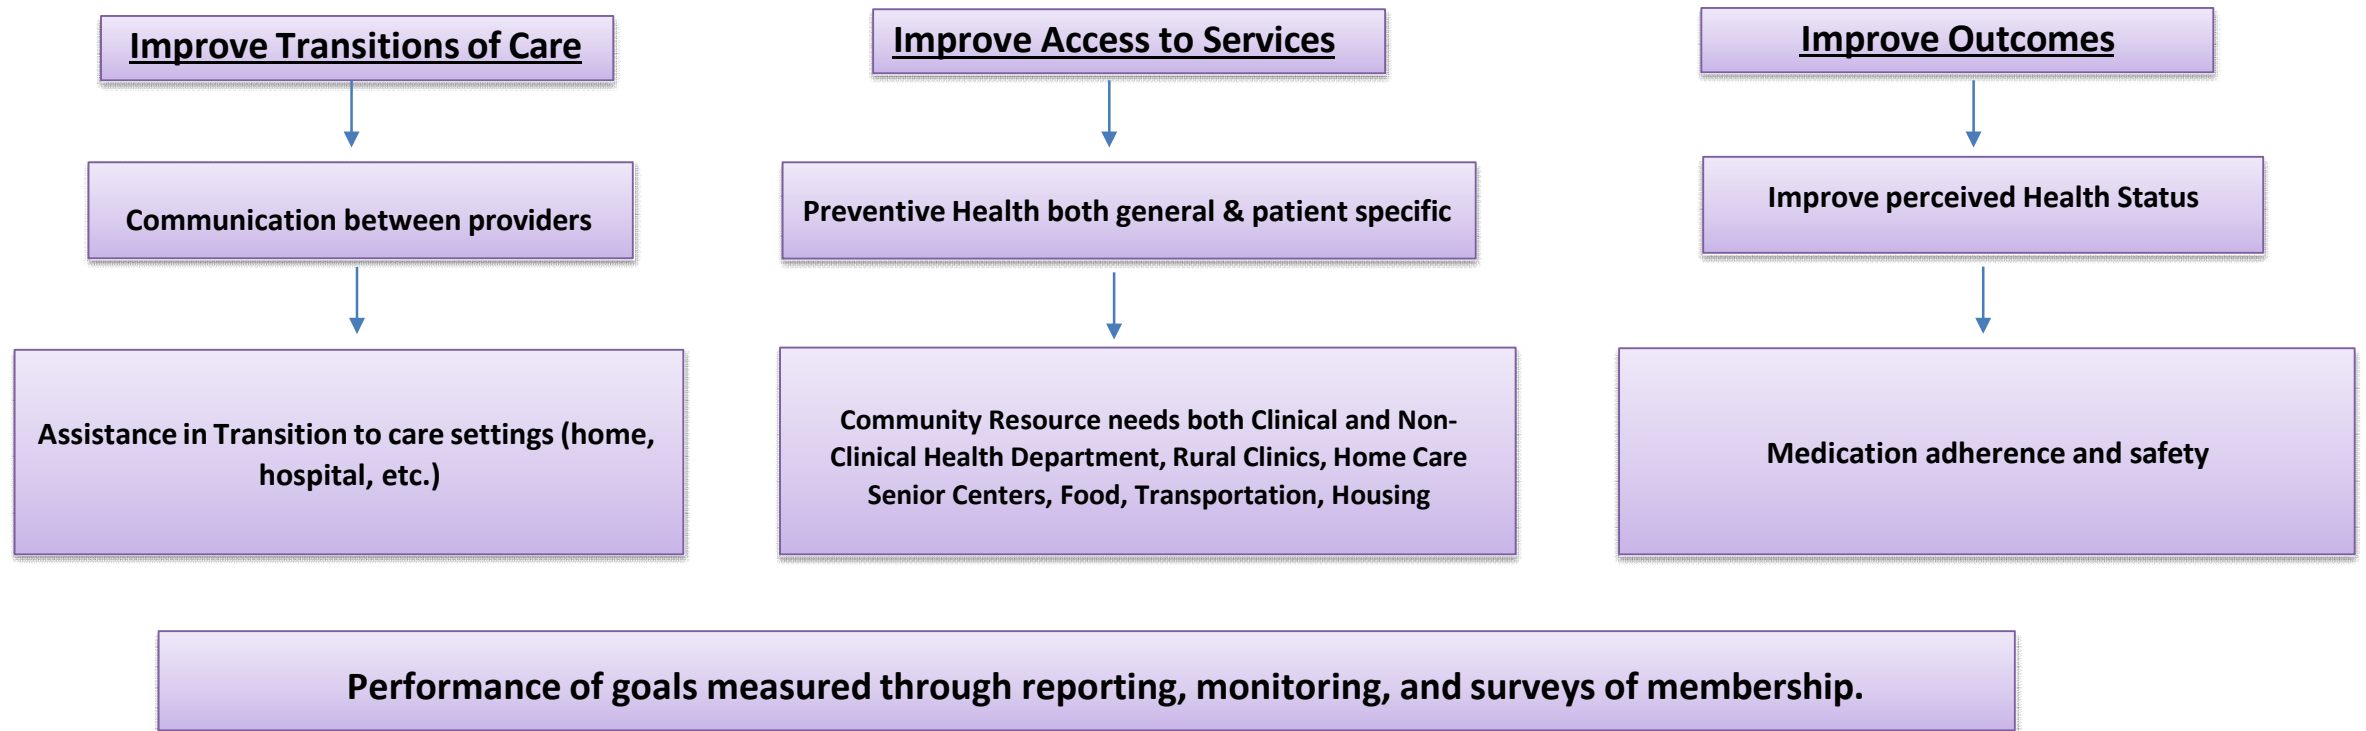 Improve Transitions of Care
Communication between providers
Assistance in Transition to care settings (home,
hospital, etc.)
Improve Access to Services
Preventive Health both general & patient specific
Community Resource needs both Clinical and Non-
Clinical Health Department, Rural Clinics, Home Care
Senior Centers, Food, Transportation, Housing
Improve Outcomes
Improve perceived Health Status
Medication adherence and safety
Performance of goals measured through reporting, monitoring, and surveys of membership.